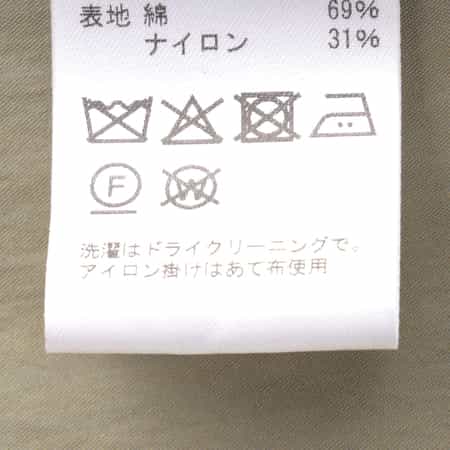 表地 綿 69%
ナイロン 31%
F W
洗濯はドライクリーニングで。
アイロン掛けはあて布使用